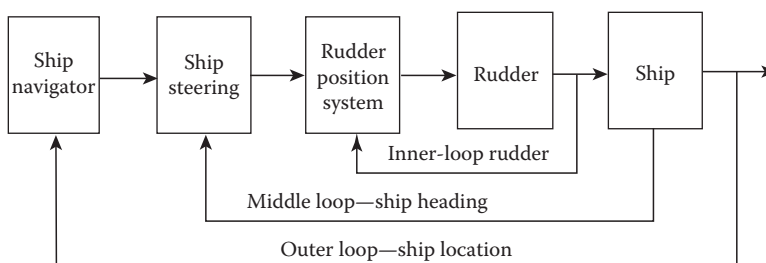 Ship
navigator
Ship
steering
Rudder
position
system
Rudder
Ship
Inner-loop rudder
Middle loop—ship heading
Outer loop—ship location